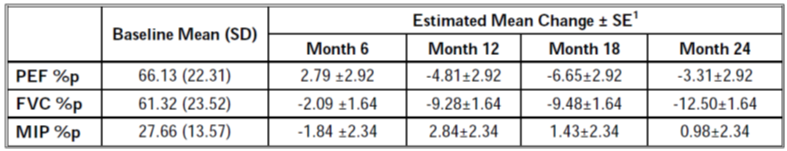 Baseline Mean (SD) Estimated Mean Change ± SE1
Month 6 Month 12 Month 18 Month 24
PEF %p 66.13 (22.31) 2.79 ±2.92 -4.81±2.92 -6.65±2.92 -3.31±2.92
FVC %p 61.32 (23.52) -2.09 ±1.64 -9.28±1.64 -9.48±1.64 -12.50±1.64
MIP %p 27.66 (13.57) -1.84 ±2.34 2.84±2.34 1.43±2.34 0.98±2.34